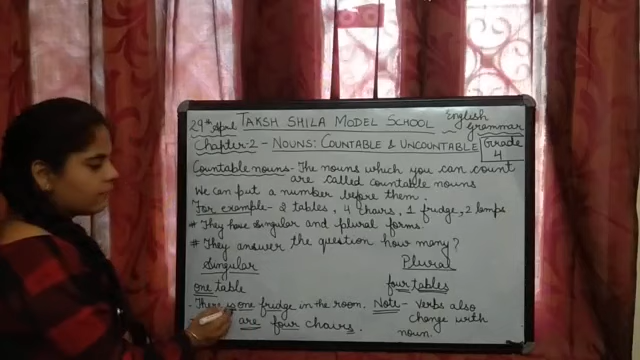 29th April TAKSH SHILA MODEL SCHOOL English Grammar
Chapter-2 - NOUNS: COUNTABLE & UNCOUNTABLE Grade 4
Countable nouns - The nouns which you can count
are called countable nouns
We can put a number before them.
For example - 2 tables, 4 chairs, 1 fridge, 2 lamps
# They have singular and plural forms.
# They answer the question how many?
Singular Plural
one table four tables
- There is one fridge in the room. Note - Verbs also
are four chairs. change with
noun.